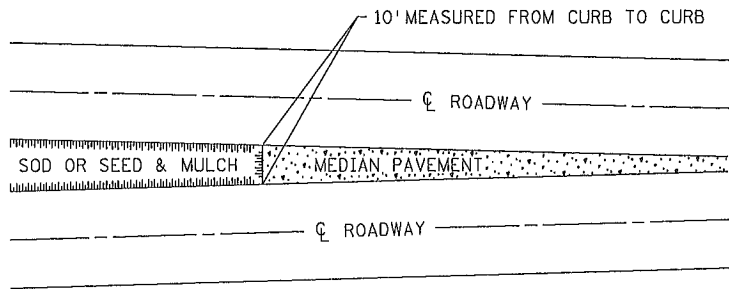 10' MEASURED FROM CURB TO CURB
℄ ROADWAY
SOD OR SEED & MULCH
MEDIAN PAVEMENT
℄ ROADWAY